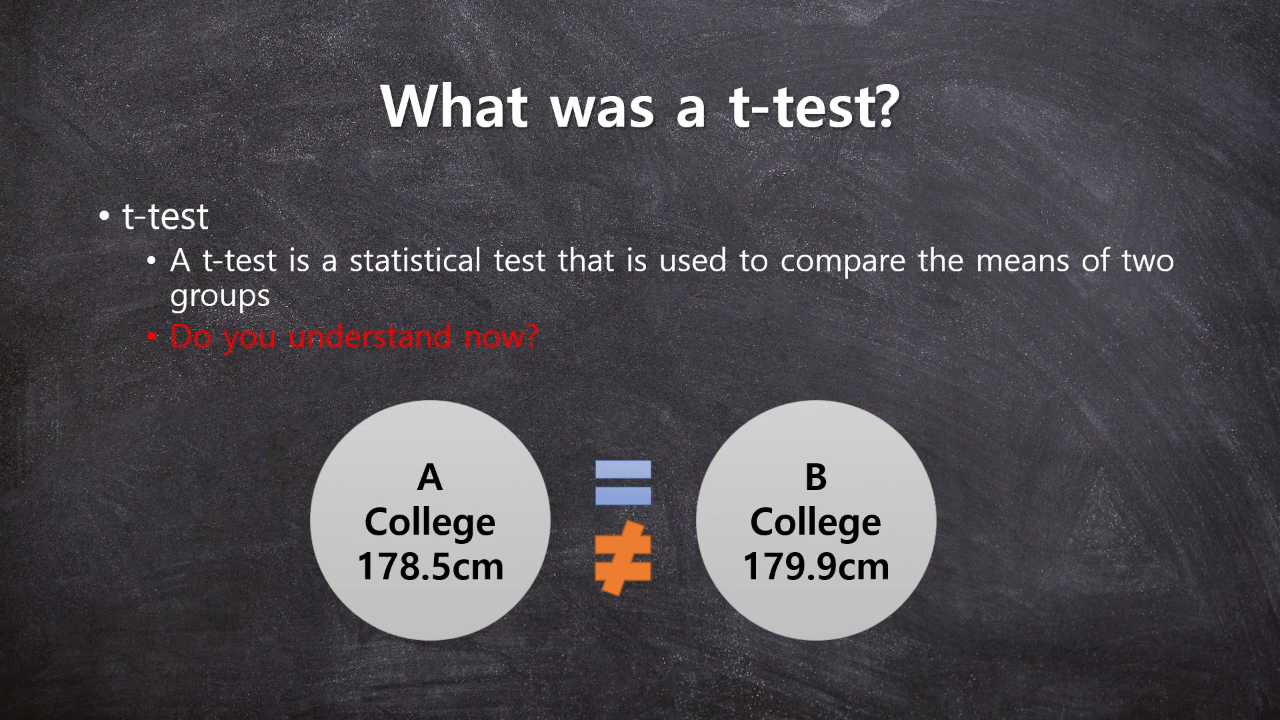 What was a t-test?
• t-test
• A t-test is a statistical test that is used to compare the means of two
groups
• Do you understand now?
A
College
178.5cm
=
≠
B
College
179.9cm